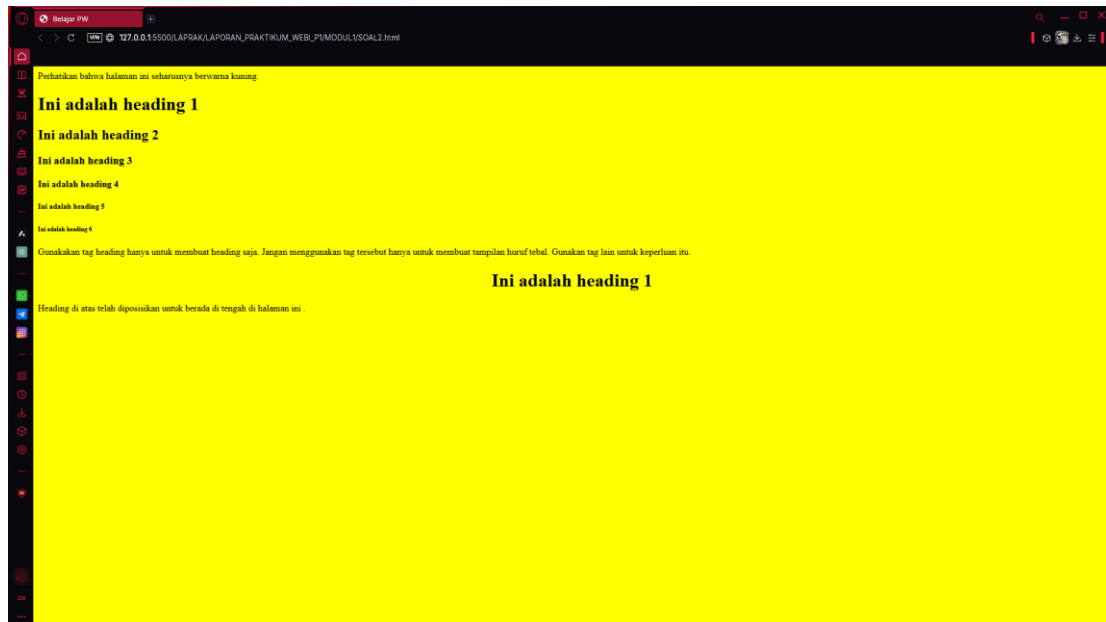 Belajar PW
VPN 127.0.0.1:5500/LAPRAK/LAPORAN_PRAKTIKUM_WEBI_P1/MODUL1/SOAL2.html
Perhatikan bahwa halaman ini seharusnya berwarna kuning.
Ini adalah heading 1
Ini adalah heading 2
Ini adalah heading 3
Ini adalah heading 4
Ini adalah heading 5
Ini adalah heading 6
Gunakakan tag heading hanya untuk membuat heading saja. Jangan menggunakan tag tersebut hanya untuk membuat tampilan huruf tebal. Gunakan tag lain untuk keperluan itu.
Ini adalah heading 1
Heading di atas telah diposisikan untuk berada di tengah di halaman ini .